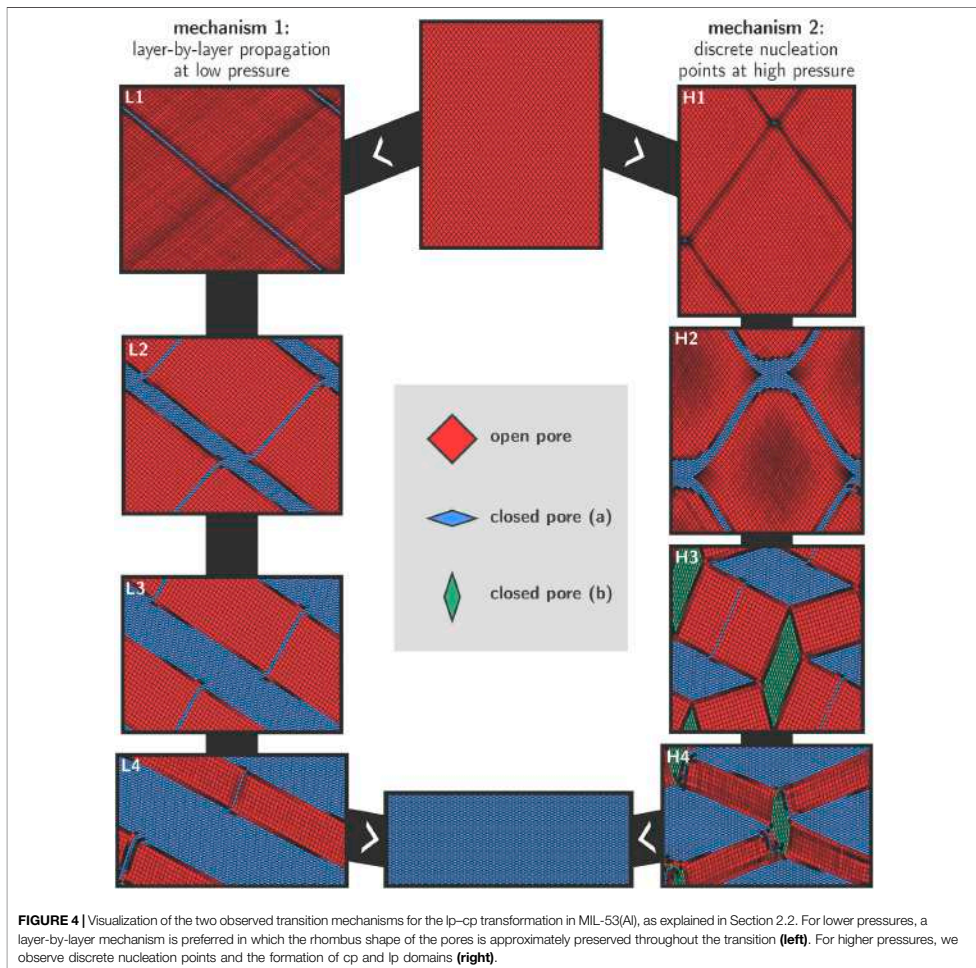 mechanism 1:
layer-by-layer propagation
at low pressure
mechanism 2:
discrete nucleation
points at high pressure
L1
H1
L2
H2
open pore
closed pore (a)
closed pore (b)
L3
H3
L4
H4
FIGURE 4 | Visualization of the two observed transition mechanisms for the lp–cp transformation in MIL-53(Al), as explained in Section 2.2. For lower pressures, a
layer-by-layer mechanism is preferred in which the rhombus shape of the pores is approximately preserved throughout the transition (left). For higher pressures, we
observe discrete nucleation points and the formation of cp and lp domains (right).